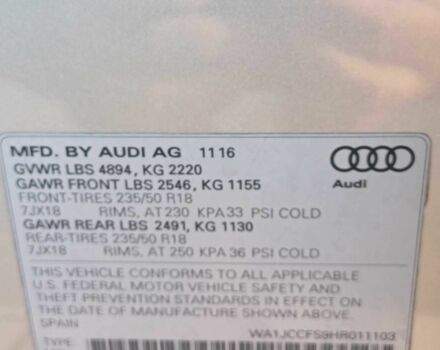 MFD. BY AUDI AG 11 16
GVWR LBS 4894, KG 2220
GAWR FRONT LBS 2546, KG 1155
FRONT-TIRES 235/50 R18
7JX18 RIMS, AT 230 KPA 33 PSI COLD
GAWR REAR LBS 2491, KG 1130
REAR-TIRES 235/50 R18
7JX18 RIMS, AT 250 KPA 36 PSI COLD
Audi
THIS VEHICLE CONFORMS TO ALL APPLICABLE
U.S. FEDERAL MOTOR VEHICLE SAFETY AND
THEFT PREVENTION STANDARDS IN EFFECT ON
THE DATE OF MANUFACTURE SHOWN ABOVE.
SPAIN
WA1JCCFS9HR011103
TYPE